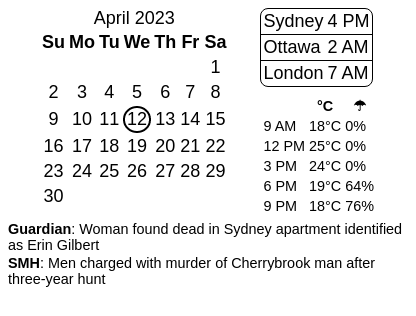 April 2023
Su Mo Tu We Th Fr Sa
1
2 3 4 5 6 7 8
9 10 11 12 13 14 15
16 17 18 19 20 21 22
23 24 25 26 27 28 29
30
Sydney 4 PM
Ottawa 2 AM
London 7 AM
°C ☂
9 AM 18°C 0%
12 PM 25°C 0%
3 PM 24°C 0%
6 PM 19°C 64%
9 PM 18°C 76%
Guardian: Woman found dead in Sydney apartment identified
as Erin Gilbert
SMH: Men charged with murder of Cherrybrook man after
three-year hunt